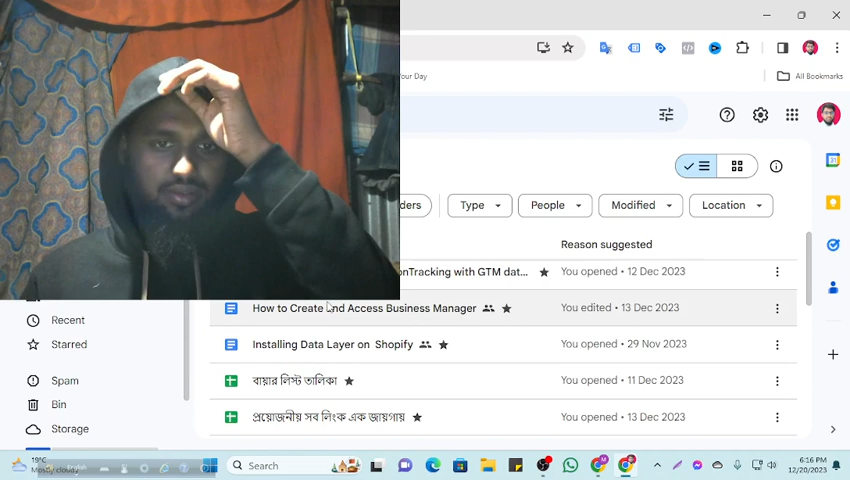 Your Day
All Bookmarks
ders
Type
People
Modified
Location
Reason suggested
onTracking with GTM dat...
You opened • 12 Dec 2023
How to Create and Access Business Manager
You edited • 13 Dec 2023
Installing Data Layer on Shopify
You opened • 29 Nov 2023
বায়ার লিস্ট তালিকা
You opened • 11 Dec 2023
প্রয়োজনীয় সব লিংক এক জায়গায়
You opened • 13 Dec 2023
Recent
Starred
Spam
Bin
Storage
19°C
Mostly cloudy
English
Search
6:16 PM
12/20/2023